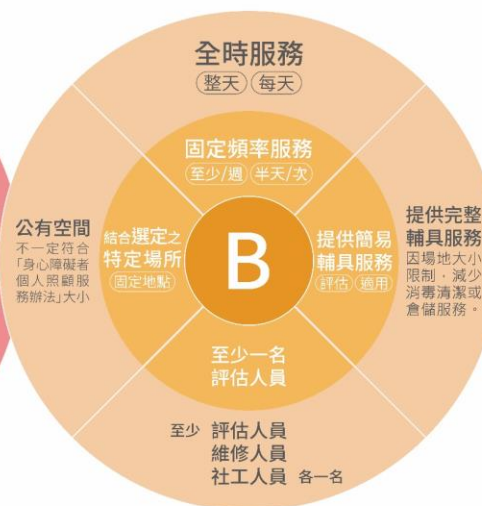 全時服務
整天 每天
固定頻率服務
至少/週 半天/次
公有空間
不一定符合
「身心障礙者
個人照顧服
務辦法」大小
結合選定之
特定場所
固定地點
B
提供簡易
輔具服務
評估 適用
提供完整
輔具服務
因場地大小
限制,減少
消毒清潔或
倉儲服務。
至少一名
評估人員
至少 評估人員
維修人員
社工人員 各一名